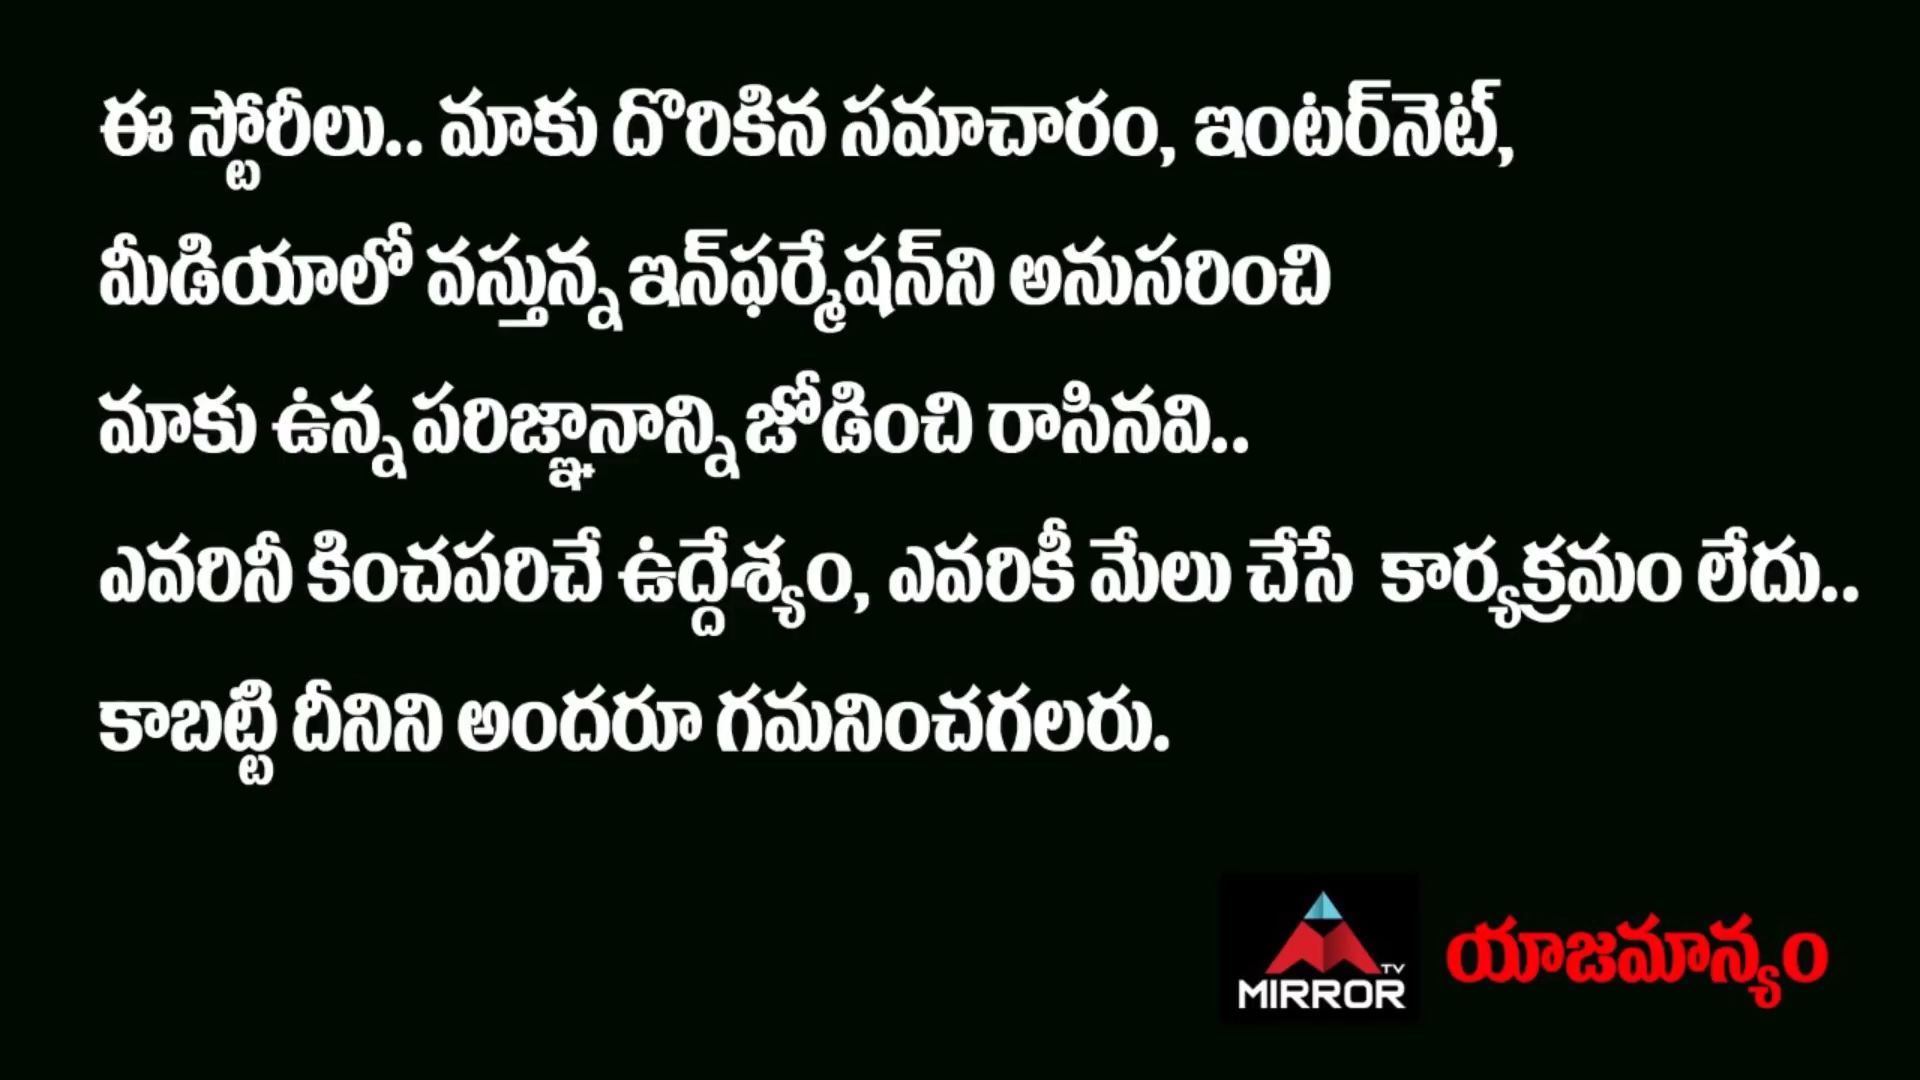 ఈ స్టోరీలు.. మాకు దొరికిన సమాచారం, ఇంటర్‌నెట్,
మీడియాలో వస్తున్న ఇన్‌ఫర్మేషన్‌ని అనుసరించి
మాకు ఉన్న పరిజ్ఞానాన్ని జోడించి రాసినవి..
ఎవరినీ కించపరిచే ఉద్దేశ్యం, ఎవరికీ మేలు చేసే కార్యక్రమం లేదు..
కాబట్టి దీనిని అందరూ గమనించగలరు.
TV
MIRROR
యాజమాన్యం